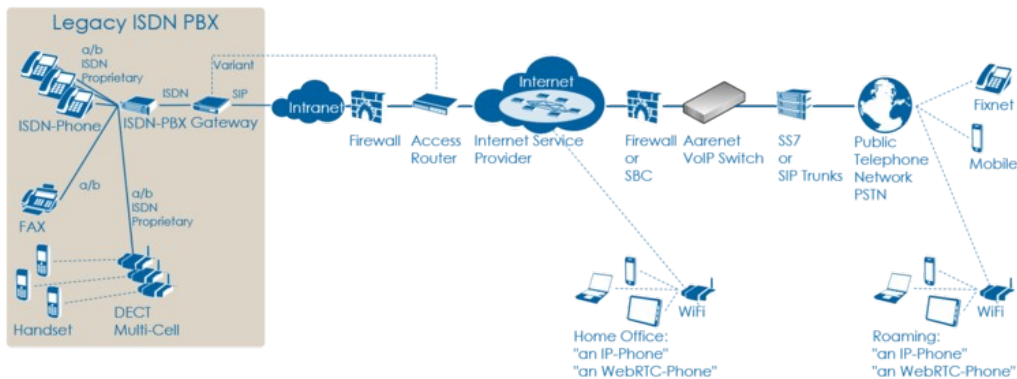 Legacy ISDN PBX
a/b
ISDN
Proprietary
ISDN-Phone
ISDN
ISDN-PBX
Variant
SIP
Gateway
a/b
FAX
a/b
ISDN
Proprietary
Handset
DECT
Multi-Cell
Intranet
Firewall
Access
Router
Internet
Internet Service
Provider
Firewall
or
SBC
Aarenet
VoIP Switch
SS7
or
SIP Trunks
Public
Telephone
Network
PSTN
Fixnet
Mobile
WiFi
Home Office:
"an IP-Phone"
"an WebRTC-Phone"
WiFi
Roaming:
"an IP-Phone"
"an WebRTC-Phone"